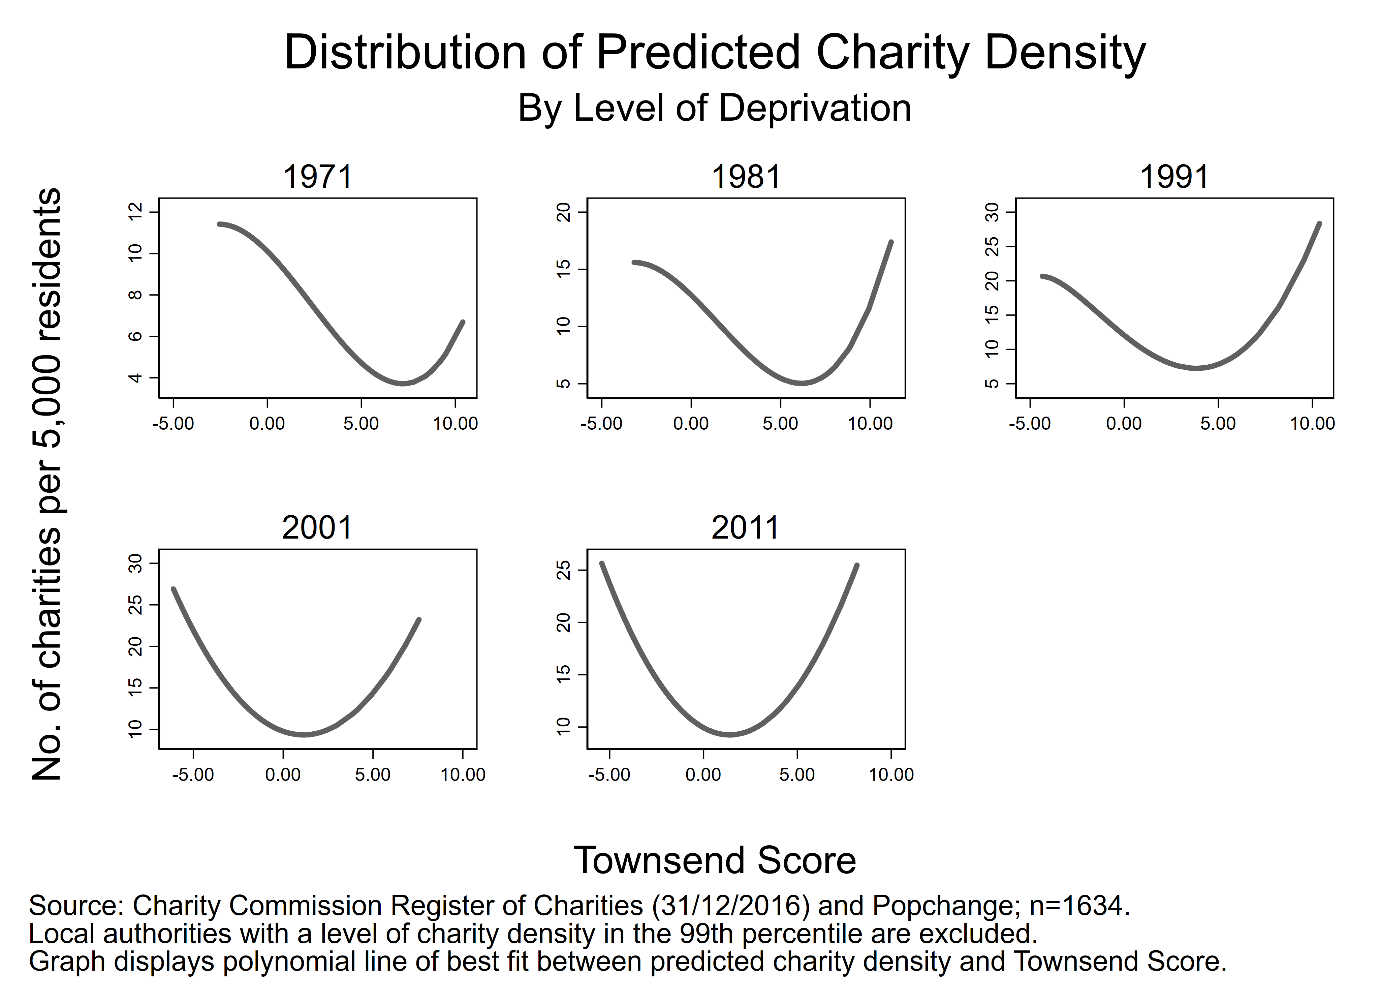 Distribution of Predicted Charity Density
By Level of Deprivation
No. of charities per 5,000 residents
1971
12
10
8
6
4
-5.00 0.00 5.00 10.00
1981
20
15
10
5
-5.00 0.00 5.00 10.00
1991
30
25
20
15
10
5
-5.00 0.00 5.00 10.00
2001
30
25
20
15
10
-5.00 0.00 5.00 10.00
2011
25
20
15
10
-5.00 0.00 5.00 10.00
Townsend Score
Source: Charity Commission Register of Charities (31/12/2016) and Popchange; n=1634.
Local authorities with a level of charity density in the 99th percentile are excluded.
Graph displays polynomial line of best fit between predicted charity density and Townsend Score.